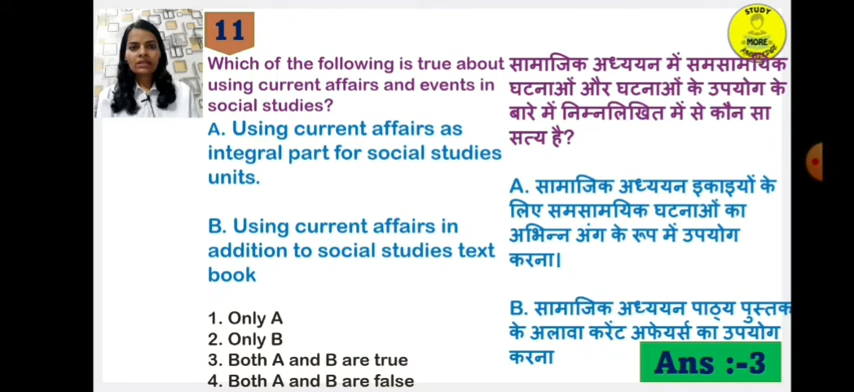 11
STUDY
MORE
KNOWLEDGE
Which of the following is true about
using current affairs and events in
social studies?
A. Using current affairs as
integral part for social studies
units.
B. Using current affairs in
addition to social studies text
book
1. Only A
2. Only B
3. Both A and B are true
4. Both A and B are false
सामाजिक अध्ययन में समसामयिक
घटनाओं और घटनाओं के उपयोग के
बारे में निम्नलिखित में से कौन सा
सत्य है?
A. सामाजिक अध्ययन इकाइयों के
लिए समसामयिक घटनाओं का
अभिन्न अंग के रूप में उपयोग
करना।
B. सामाजिक अध्ययन पाठ्य पुस्तक
के अलावा करेंट अफेयर्स का उपयोग
करना
Ans :-3